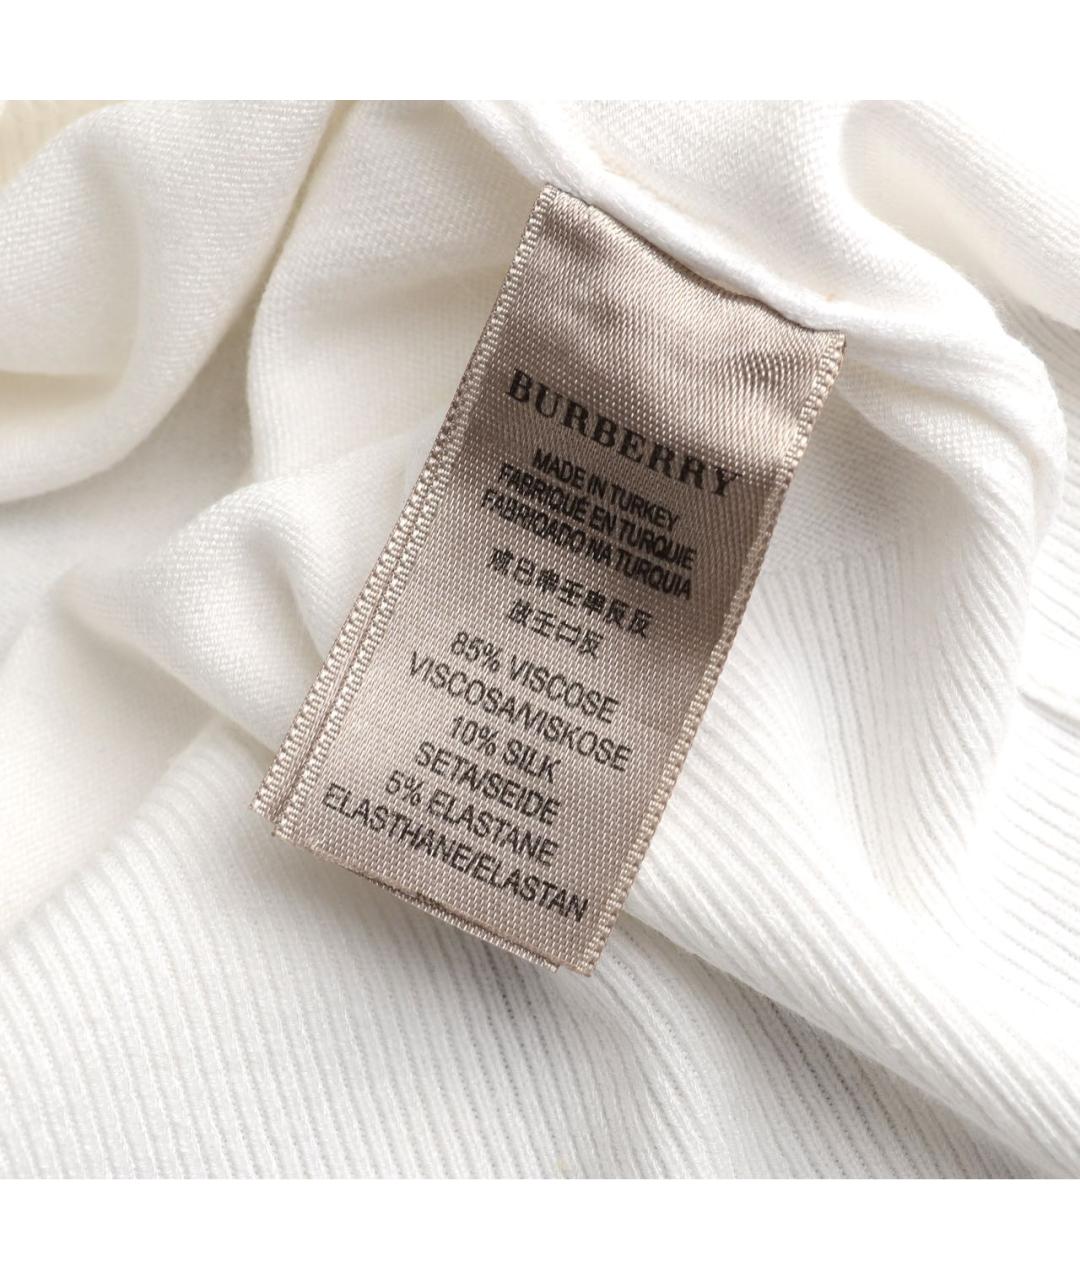 BURBERRY
MADE IN TURKEY
FABRIQUÉ EN TURQUIE
FABRICADO NA TURQUIA
85% VISCOSE
VISCOSA/VISKOSE
10% SILK
SETA/SEIDE
5% ELASTANE
ELASTHANE/ELASTAN